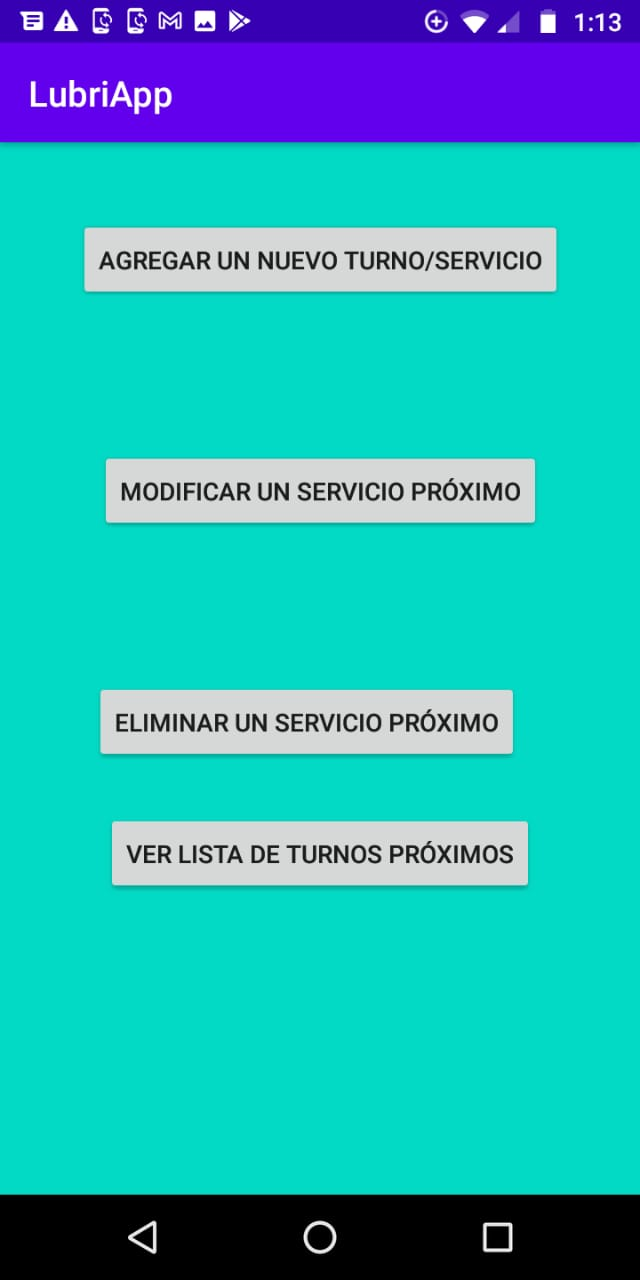 1:13
LubriApp
AGREGAR UN NUEVO TURNO/SERVICIO
MODIFICAR UN SERVICIO PRÓXIMO
ELIMINAR UN SERVICIO PRÓXIMO
VER LISTA DE TURNOS PRÓXIMOS